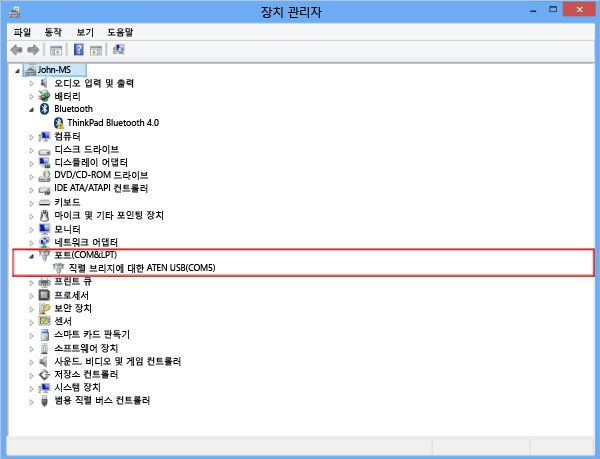 장치 관리자
파일 동작 보기 도움말
John-MS
오디오 입력 및 출력
배터리
Bluetooth
ThinkPad Bluetooth 4.0
컴퓨터
디스크 드라이브
디스플레이 어댑터
DVD/CD-ROM 드라이브
IDE ATA/ATAPI 컨트롤러
키보드
마이크 및 기타 포인팅 장치
모니터
네트워크 어댑터
포트(COM&LPT)
직렬 브리지에 대한 ATEN USB(COM5)
프린트 큐
프로세서
보안 장치
센서
스마트 카드 판독기
소프트웨어 장치
사운드, 비디오 및 게임 컨트롤러
저장소 컨트롤러
시스템 장치
범용 직렬 버스 컨트롤러